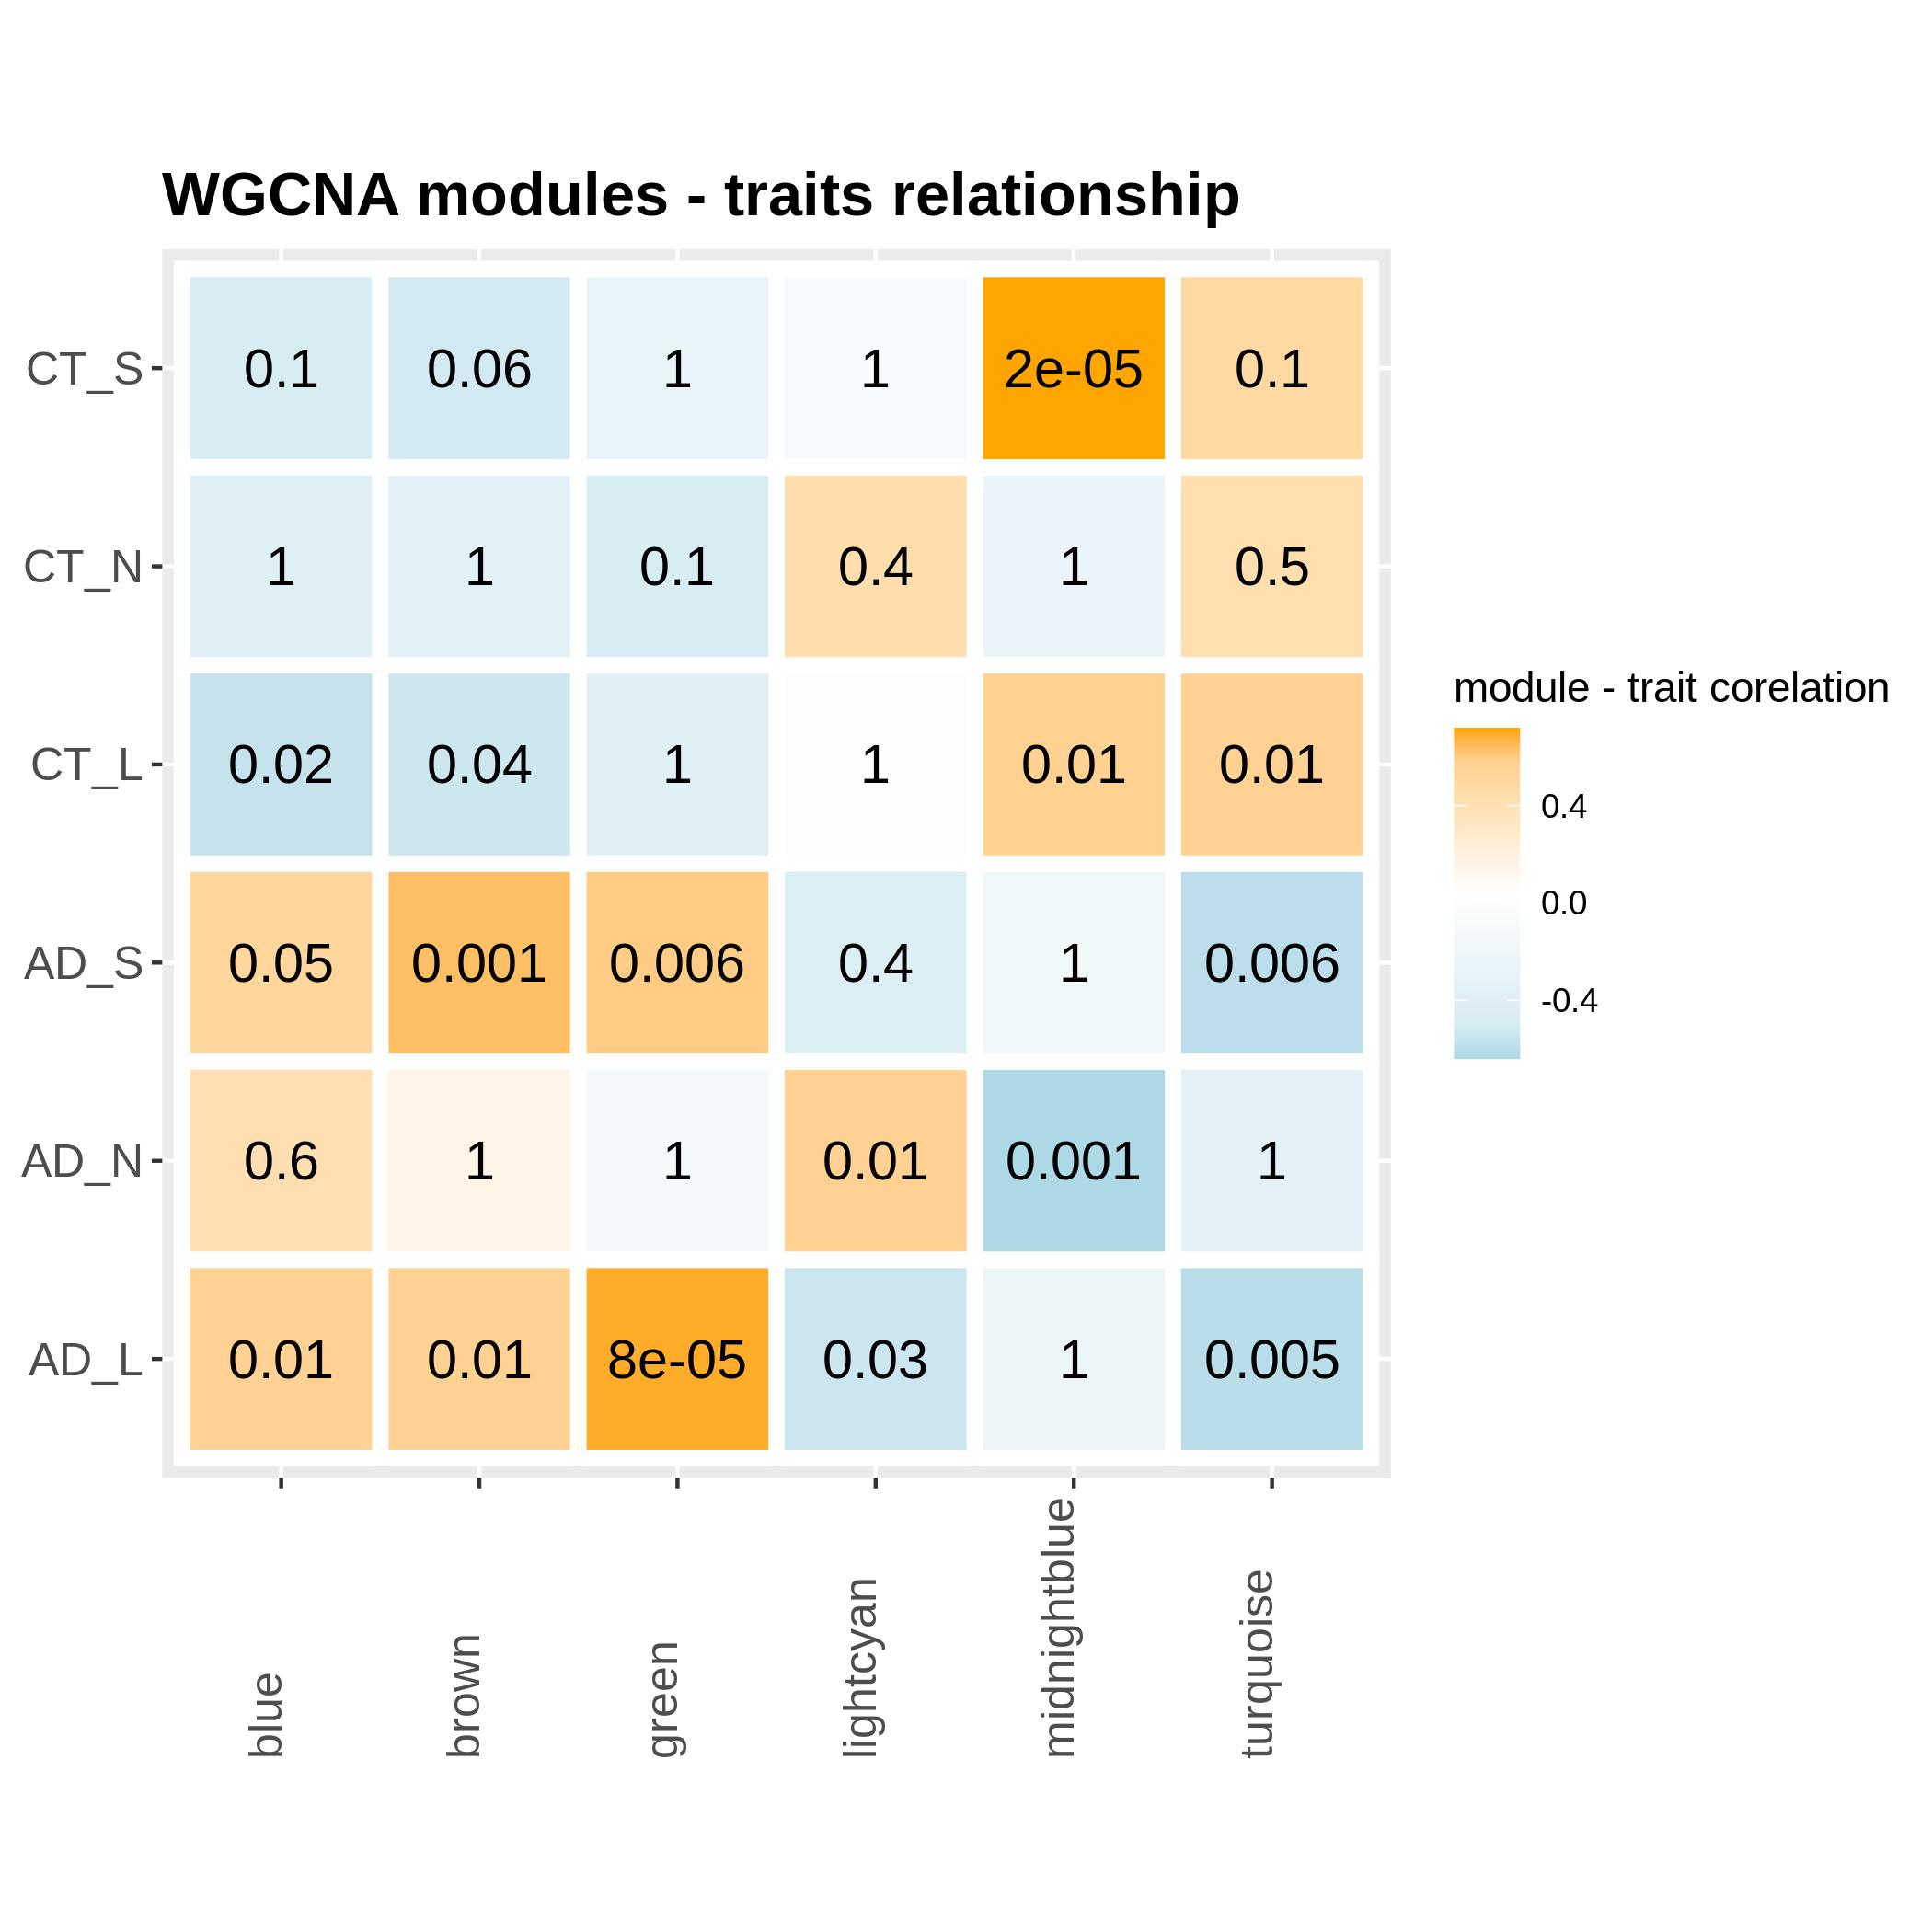 WGCNA modules - traits relationship
CT_S 0.1 0.06 1 1 2e-05 0.1
CT_N 1 1 0.1 0.4 1 0.5
CT_L 0.02 0.04 1 1 0.01 0.01
AD_S 0.05 0.001 0.006 0.4 1 0.006
AD_N 0.6 1 1 0.01 0.001 1
AD_L 0.01 0.01 8e-05 0.03 1 0.005
blue
brown
green
lightcyan
midnightblue
turquoise
module - trait corelation
0.4
0.0
-0.4